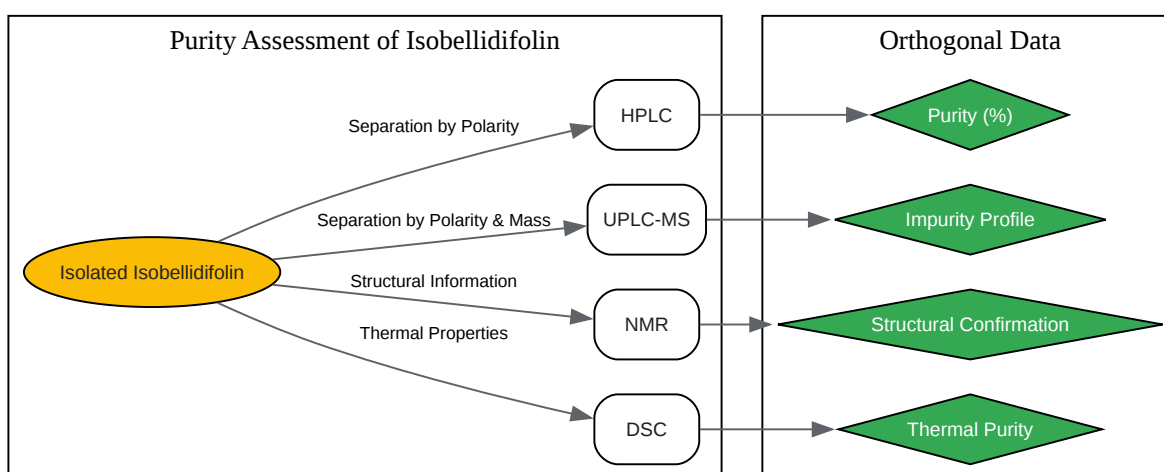 Purity Assessment of Isobellidifolin
Orthogonal Data
Separation by Polarity
HPLC
Purity (%)
Separation by Polarity & Mass
UPLC-MS
Impurity Profile
Isolated Isobellidifolin
Structural Information
NMR
Structural Confirmation
Thermal Properties
DSC
Thermal Purity